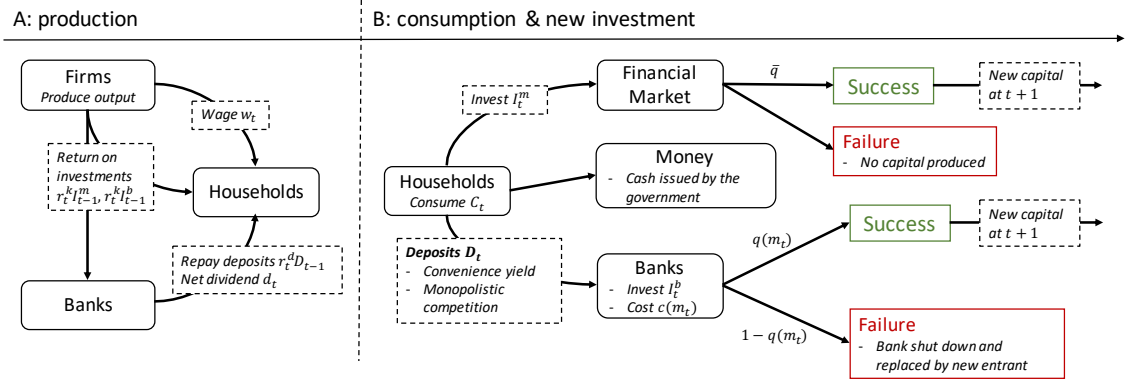 A: production
B: consumption & new investment
Firms
Produce output
Wage w_t
Return on
investments
r_t^k I_{t-1}^m, r_t^k I_{t-1}^b
Households
Repay deposits r_t^d D_{t-1}
Net dividend d_t
Banks
Invest I_t^m
Financial
Market
q̄
Success
New capital
at t + 1
Failure
- No capital produced
Households
Consume C_t
Money
- Cash issued by the
government
Deposits D_t
- Convenience yield
- Monopolistic
competition
Banks
- Invest I_t^b
- Cost c(m_t)
q(m_t)
Success
New capital
at t + 1
1 − q(m_t)
Failure
- Bank shut down and
replaced by new entrant